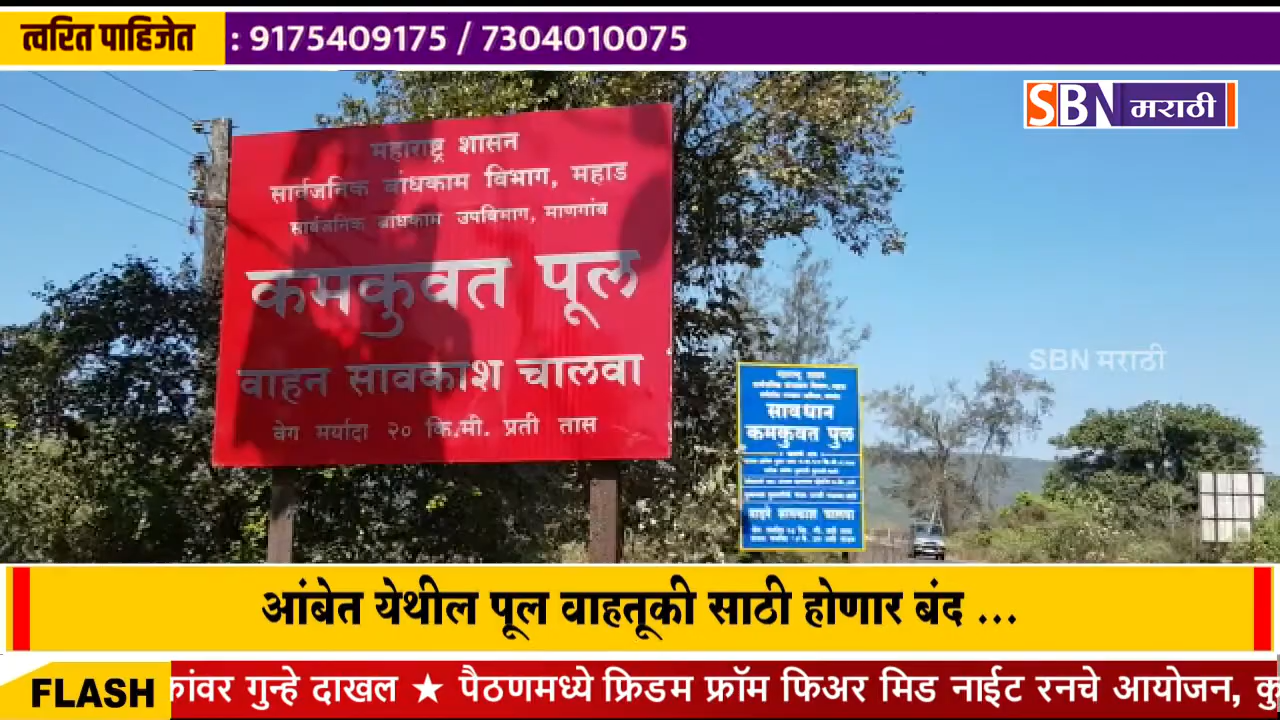 त्वरित पाहिजेत : 9175409175 / 7304010075
SBN मराठी
महाराष्ट्र शासन
सार्वजनिक बांधकाम विभाग, महाड
सार्वजनिक बांधकाम उपविभाग, माणगांव
कमकुवत पूल
वाहन सावकाश चालवा
वेग मर्यादा २० कि.मी. प्रती तास
SBN मराठी
सावधान
कमकुवत पुल
आंबेत येथील पूल वाहतूकी साठी होणार बंद ...
FLASH कांवर गुन्हे दाखल ★ पैठणमध्ये फ्रिडम फ्रॉम फिअर मिड नाईट रनचे आयोजन, कु